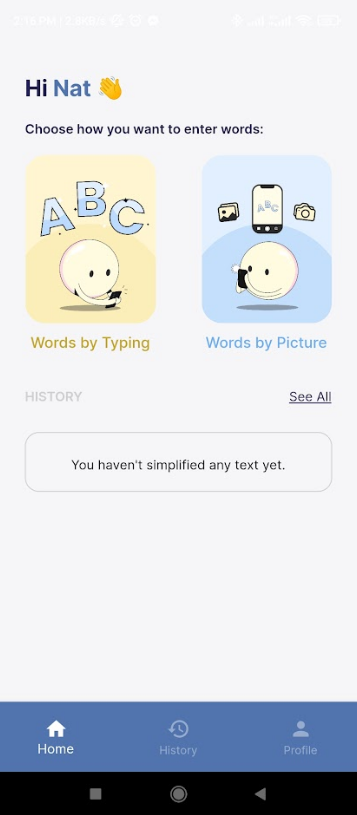 Hi Nat 👋
Choose how you want to enter words:
ABC
ABC
Words by Typing
Words by Picture
HISTORY
See All
You haven't simplified any text yet.
Home
History
Profile